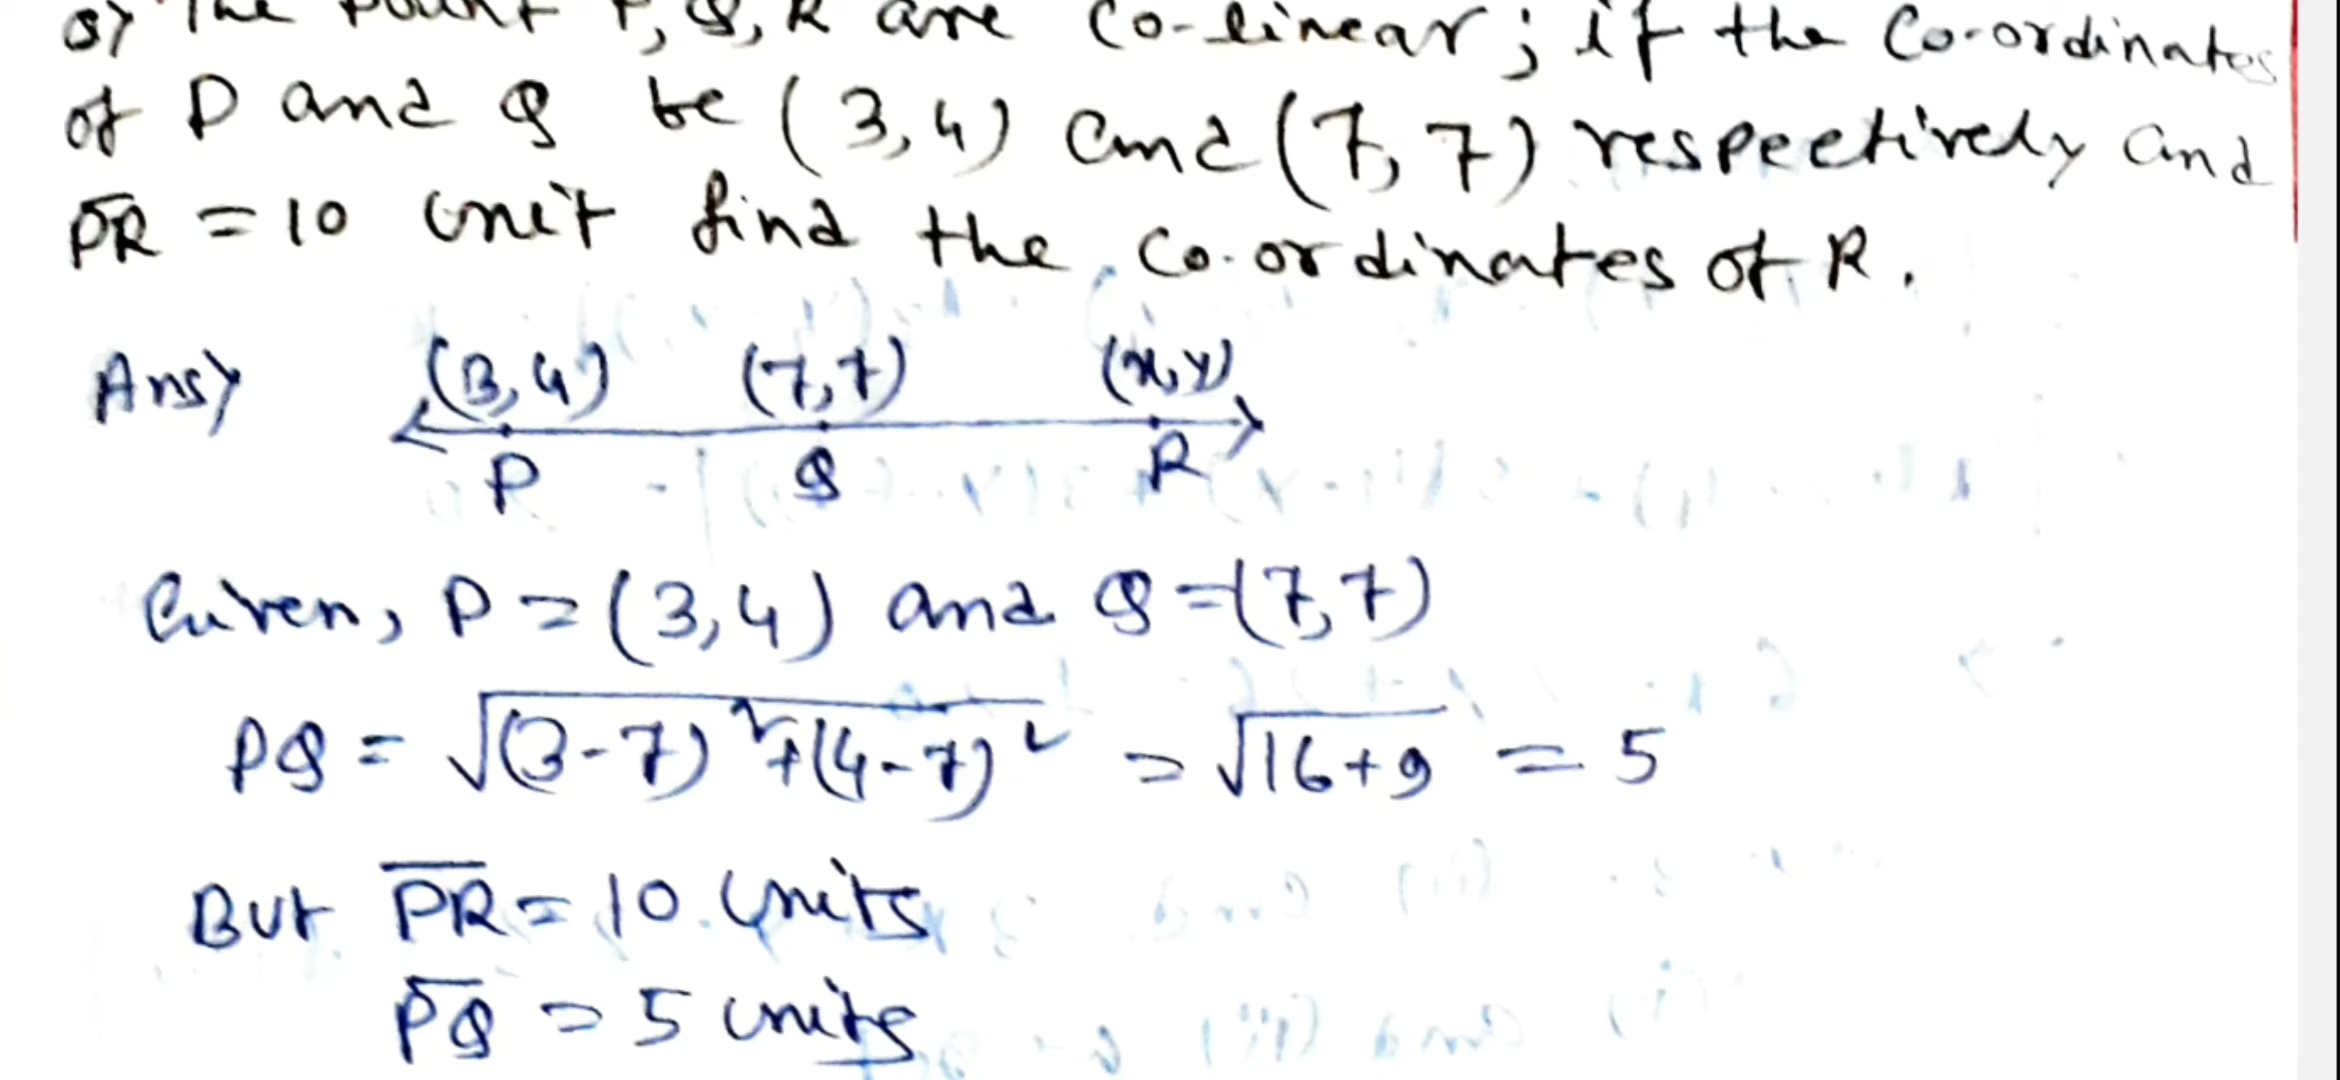 The point P, Q, R are co-linear; if the Co-ordinates
of P and Q be (3,4) and (7,7) respectively and
PR = 10 unit find the co-ordinates of R.
Ans> (3,4) (7,7) (x,y)
P Q R
Given, P = (3,4) and Q = (7,7)
PQ = √(3-7)²+(4-7)² = √16+9 = 5
But PR = 10 units
PQ = 5 units